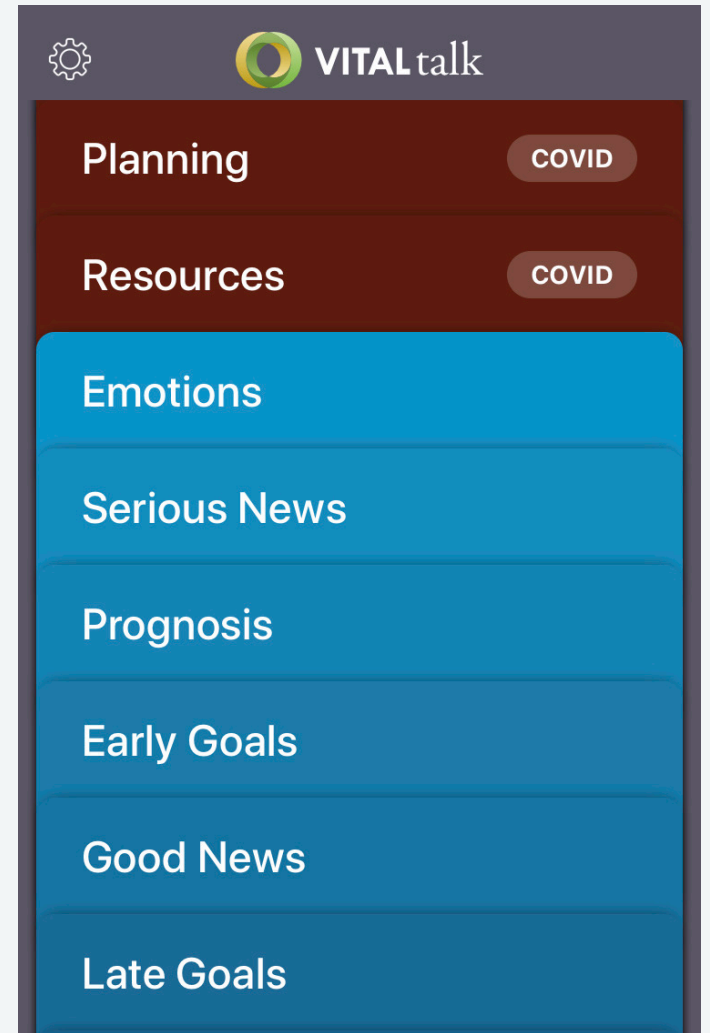 VITALtalk
Planning COVID
Resources COVID
Emotions
Serious News
Prognosis
Early Goals
Good News
Late Goals